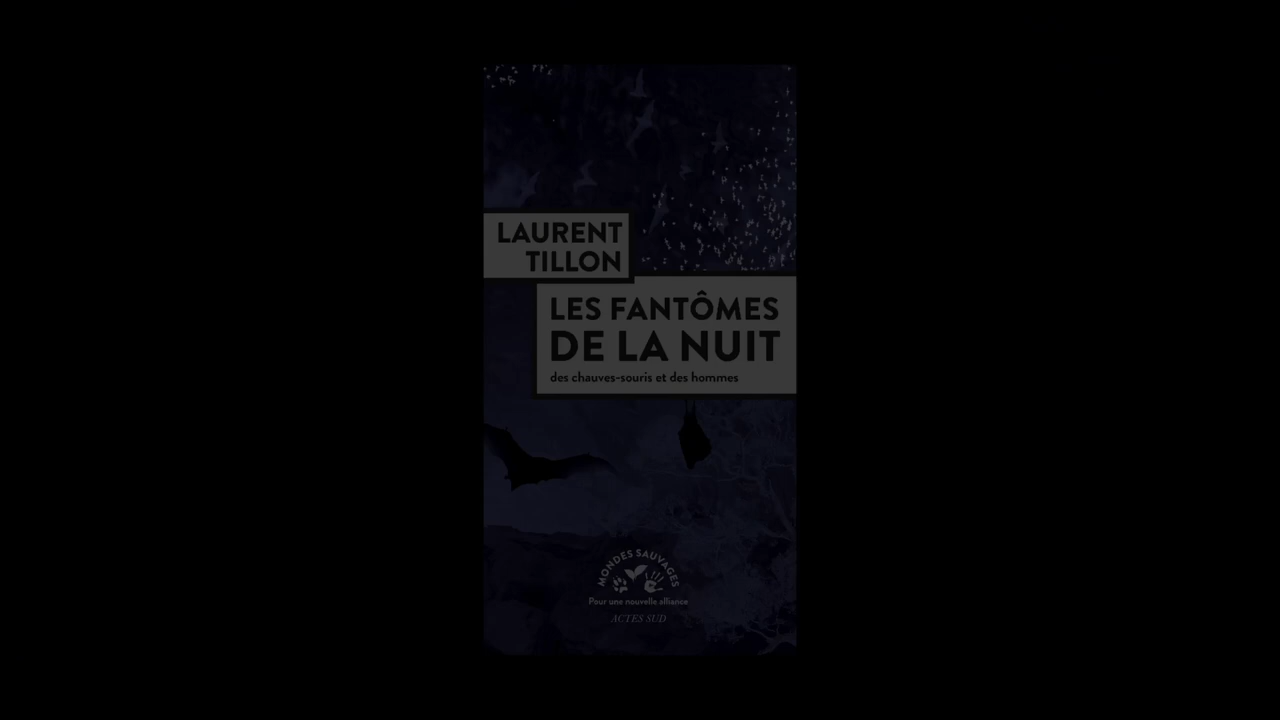 LAURENT
TILLON
LES FANTÔMES
DE LA NUIT
des chauves-souris et des hommes
MONDES SAUVAGES
Pour une nouvelle alliance
ACTES SUD